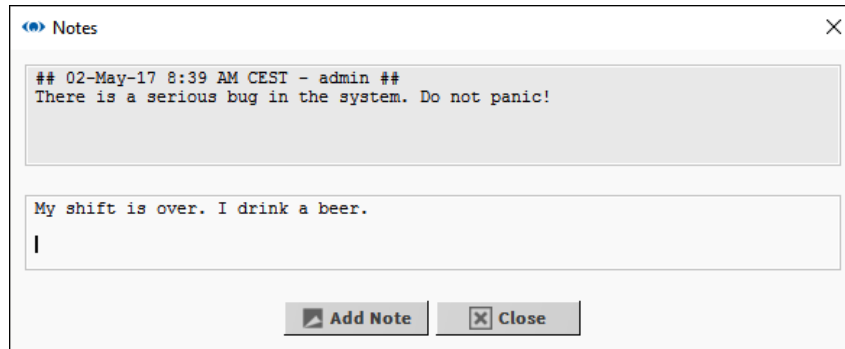 Notes
## 02-May-17 8:39 AM CEST - admin ##
There is a serious bug in the system. Do not panic!
My shift is over. I drink a beer.
Add Note Close